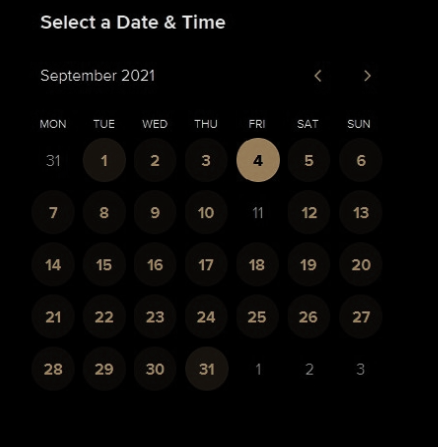 Select a Date & Time
September 2021
MON TUE WED THU FRI SAT SUN
31 1 2 3 4 5 6
7 8 9 10 11 12 13
14 15 16 17 18 19 20
21 22 23 24 25 26 27
28 29 30 31 1 2 3